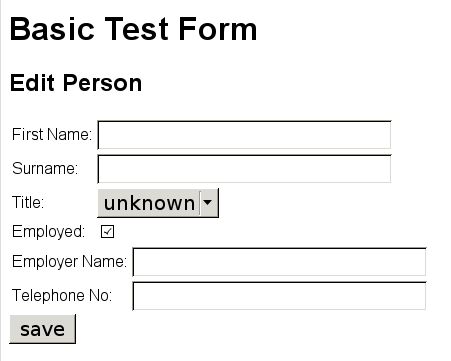 Basic Test Form
Edit Person
First Name:
Surname:
Title: unknown
Employed:
Employer Name:
Telephone No:
save